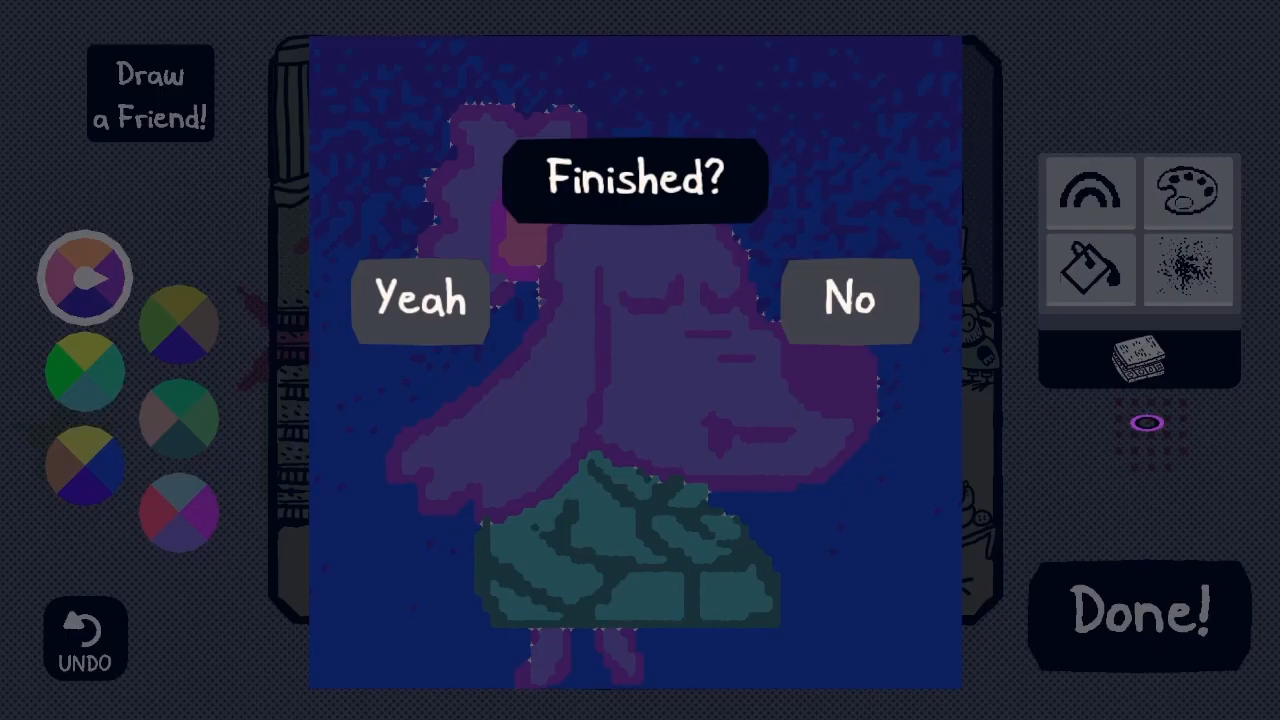 Draw
a Friend!
Finished?
Yeah
No
UNDO
Done!